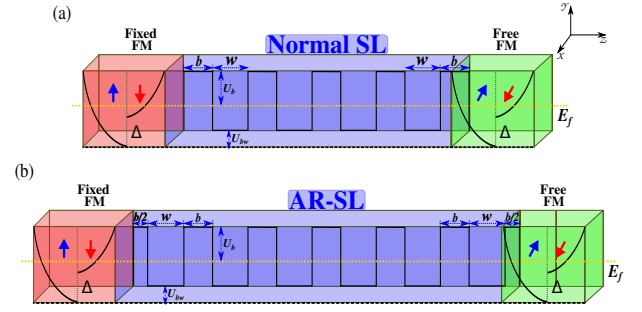 (a)
Fixed
FM
Normal SL
Free
FM
y
x
z
b
w
w
b
U_b
U_bw
Δ
Δ
E_f
(b)
Fixed
FM
AR-SL
Free
FM
b/2
w
b
b
w
b/2
U_b
U_bw
Δ
Δ
E_f